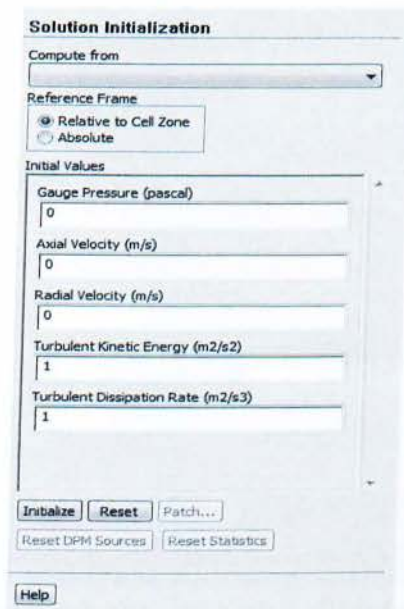 Solution Initialization
Compute from
Reference Frame
Relative to Cell Zone
Absolute
Initial Values
Gauge Pressure (pascal)
0
Axial Velocity (m/s)
0
Radial Velocity (m/s)
0
Turbulent Kinetic Energy (m2/s2)
1
Turbulent Dissipation Rate (m2/s3)
1
Initialize Reset Patch...
Reset DPM Sources Reset Statistics
Help